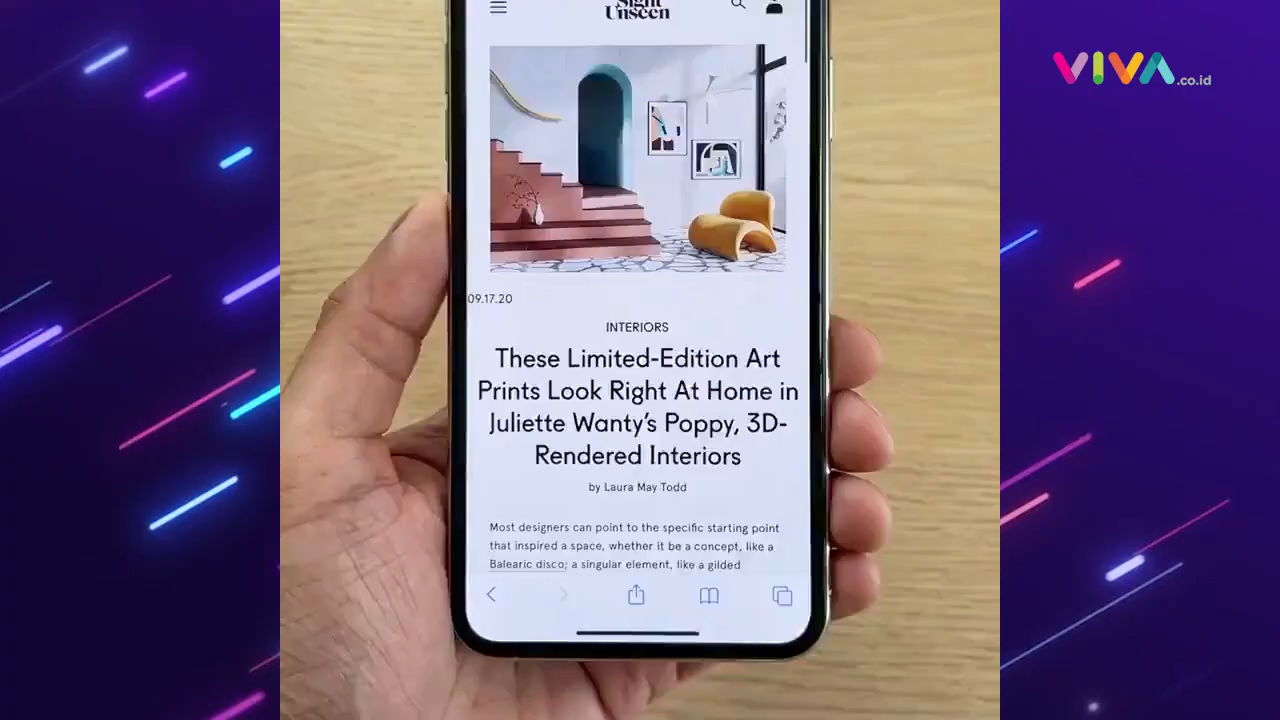 Sight
Unseen
VIVA.co.id
09.17.20
INTERIORS
These Limited-Edition Art
Prints Look Right At Home in
Juliette Wanty's Poppy, 3D-
Rendered Interiors
by Laura May Todd
Most designers can point to the specific starting point
that inspired a space, whether it be a concept, like a
Balearic disco; a singular element, like a gilded